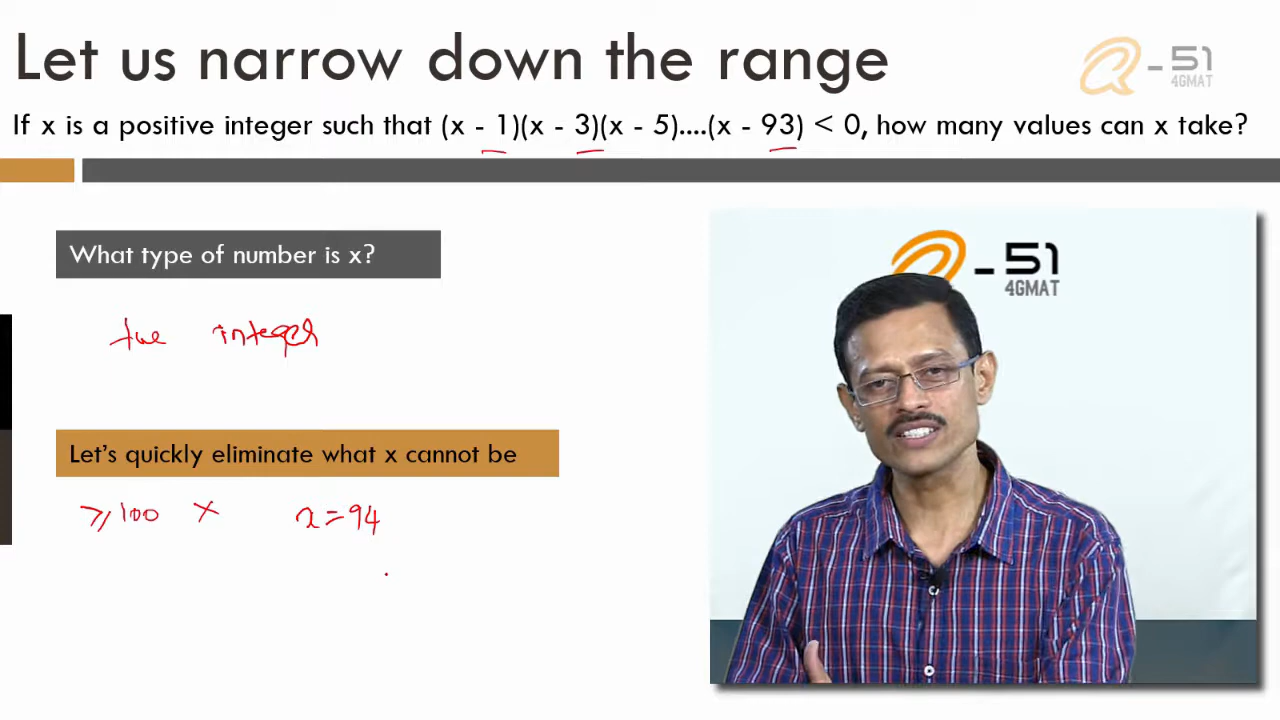 Let us narrow down the range
- 51
4GMAT
If x is a positive integer such that (x - 1)(x - 3)(x - 5)....(x - 93) < 0, how many values can x take?
What type of number is x?
+ve integer
- 51
4GMAT
Let's quickly eliminate what x cannot be
≥100 × x=94